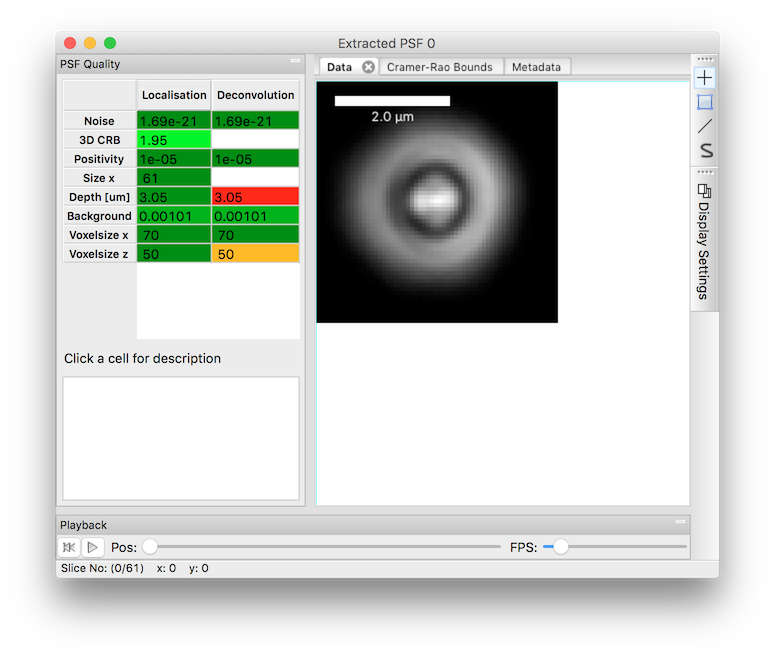 Extracted PSF 0
PSF Quality
Localisation Deconvolution
Noise 1.69e-21 1.69e-21
3D CRB 1.95
Positivity 1e-05 1e-05
Size x 61
Depth [um] 3.05 3.05
Background 0.00101 0.00101
Voxelsize x 70 70
Voxelsize z 50 50
Click a cell for description
Data Cramer-Rao Bounds Metadata
2.0 µm
Display Settings
Playback
Pos: FPS:
Slice No: (0/61) x: 0 y: 0